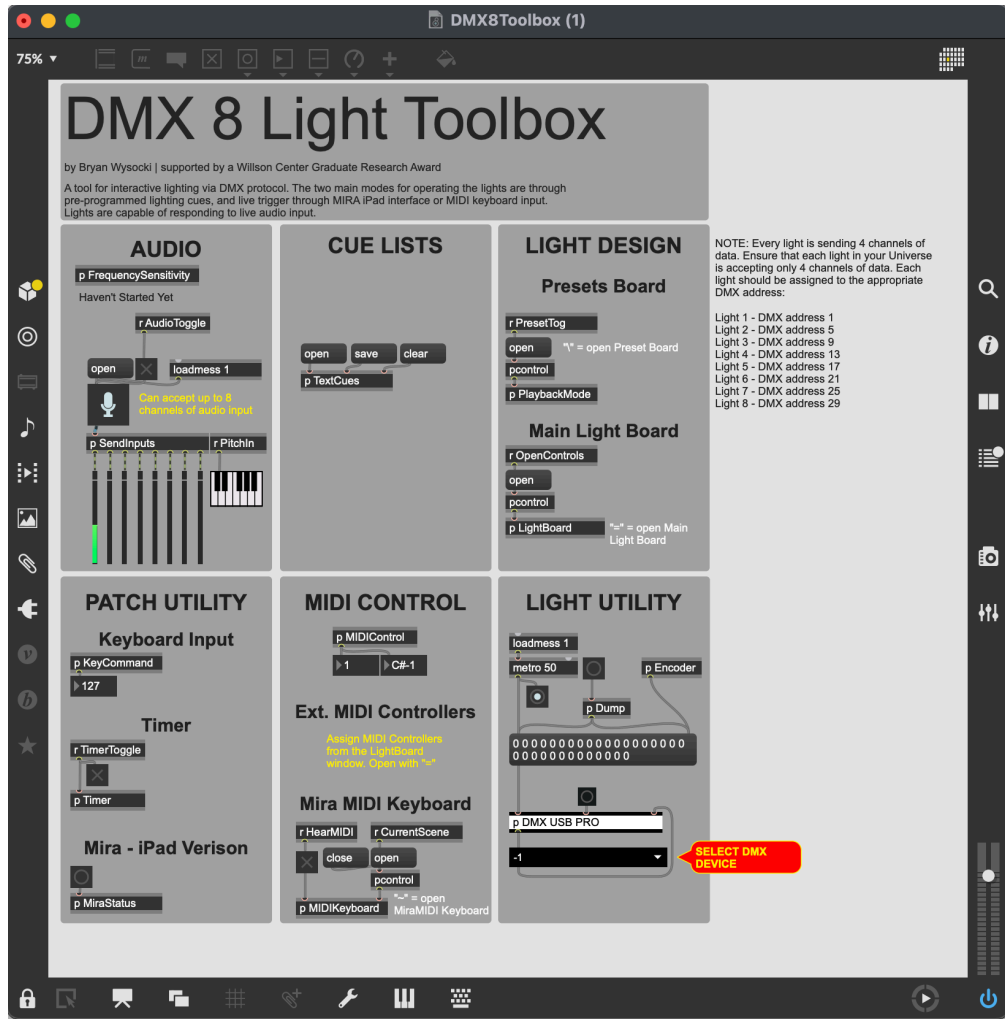 DMX8Toolbox (1)
75%
DMX 8 Light Toolbox
by Bryan Wysocki | supported by a Willson Center Graduate Research Award
A tool for interactive lighting via DMX protocol. The two main modes for operating the lights are through
pre-programmed lighting cues, and live trigger through MIRA iPad interface or MIDI keyboard input.
Lights are capable of responding to live audio input.
AUDIO
p FrequencySensitivity
Haven't Started Yet
r AudioToggle
open
loadmess 1
Can accept up to 8
channels of audio input
p SendInputs
r PitchIn
CUE LISTS
open
save
clear
p TextCues
LIGHT DESIGN
Presets Board
r PresetTog
open
"\" = open Preset Board
pcontrol
p PlaybackMode
Main Light Board
r OpenControls
open
pcontrol
p LightBoard
"=" = open Main
Light Board
NOTE: Every light is sending 4 channels of
data. Ensure that each light in your Universe
is accepting only 4 channels of data. Each
light should be assigned to the appropriate
DMX address:
Light 1 - DMX address 1
Light 2 - DMX address 5
Light 3 - DMX address 9
Light 4 - DMX address 13
Light 5 - DMX address 17
Light 6 - DMX address 21
Light 7 - DMX address 25
Light 8 - DMX address 29
PATCH UTILITY
Keyboard Input
p KeyCommand
127
Timer
r TimerToggle
p Timer
Mira - iPad Verison
p MiraStatus
MIDI CONTROL
p MIDIControl
1
C#-1
Ext. MIDI Controllers
Assign MIDI Controllers
from the LightBoard
window. Open with "="
Mira MIDI Keyboard
r HearMIDI
r CurrentScene
close
open
pcontrol
p MIDIKeyboard
"~" = open
MiraMIDI Keyboard
LIGHT UTILITY
loadmess 1
metro 50
p Encoder
p Dump
0 0 0 0 0 0 0 0 0 0 0 0 0 0 0 0 0 0 0
0 0 0 0 0 0 0 0 0 0 0 0 0
p DMX USB PRO
-1
SELECT DMX
DEVICE